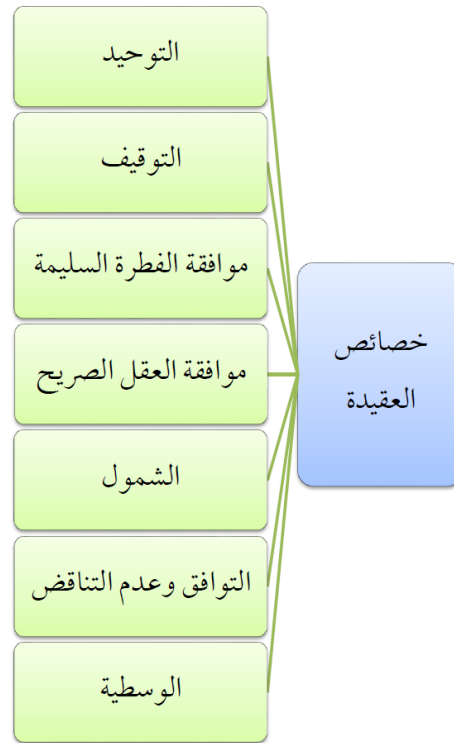 خصائص
العقيدة
التوحيد
التوقيف
موافقة الفطرة السليمة
موافقة العقل الصريح
الشمول
التوافق وعدم التناقض
الوسطية